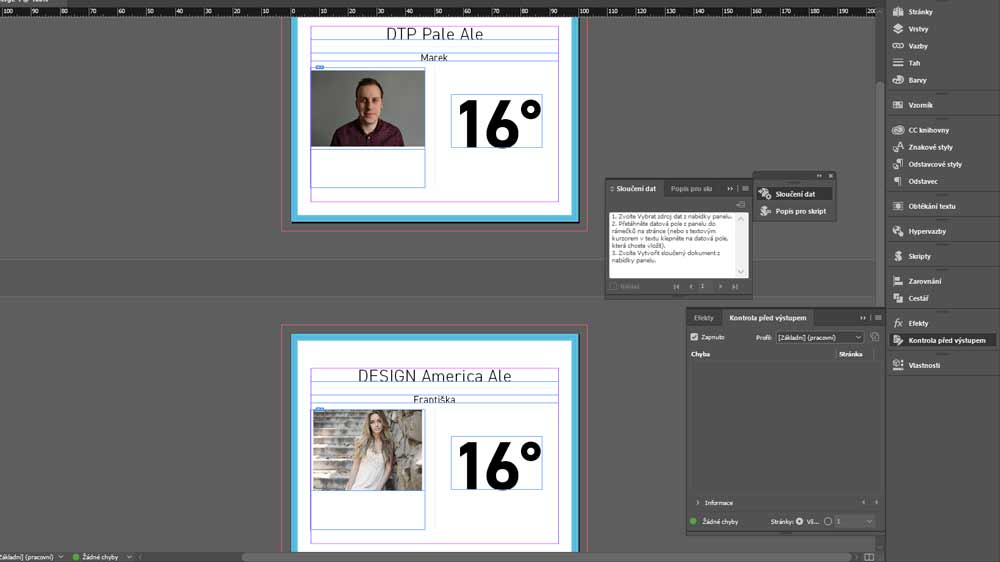 100 90 80 70 60 50 40 30 20 10 0 10 20 30 40 50 60 70 80 90 100 110 120 130 140 150 160 170 180 190 200
DTP Pale Ale
Marek
16°
DESIGN America Ale
Františka
16°
Sloučení dat
Popis pro skr
1. Zvolte Vybrat zdroj dat z nabídky panelu.
2. Přetáhněte datová pole z panelu do
rámečků na stránce (nebo s textovým
kurzorem v textu klepněte na datová pole,
která chcete vložit).
3. Zvolte Vytvořit sloučený dokument z
nabídky panelu.
Náhled
1
Sloučení dat
Popis pro skript
Efekty
Kontrola před výstupem
Zapnuto
Profil:
[Základní] (pracovní)
Chyba
Stránka
Informace
Žádné chyby
Stránky:
Vš...
1
Stránky
Vrstvy
Vazby
Tah
Barvy
Vzorník
CC knihovny
Znakové styly
Odstavcové styly
Odstavec
Obtékání textu
Hypervazby
Skripty
Zarovnání
Cestář
fx Efekty
Kontrola před výstupem
Vlastnosti
Základní] (pracovní)
Žádné chyby